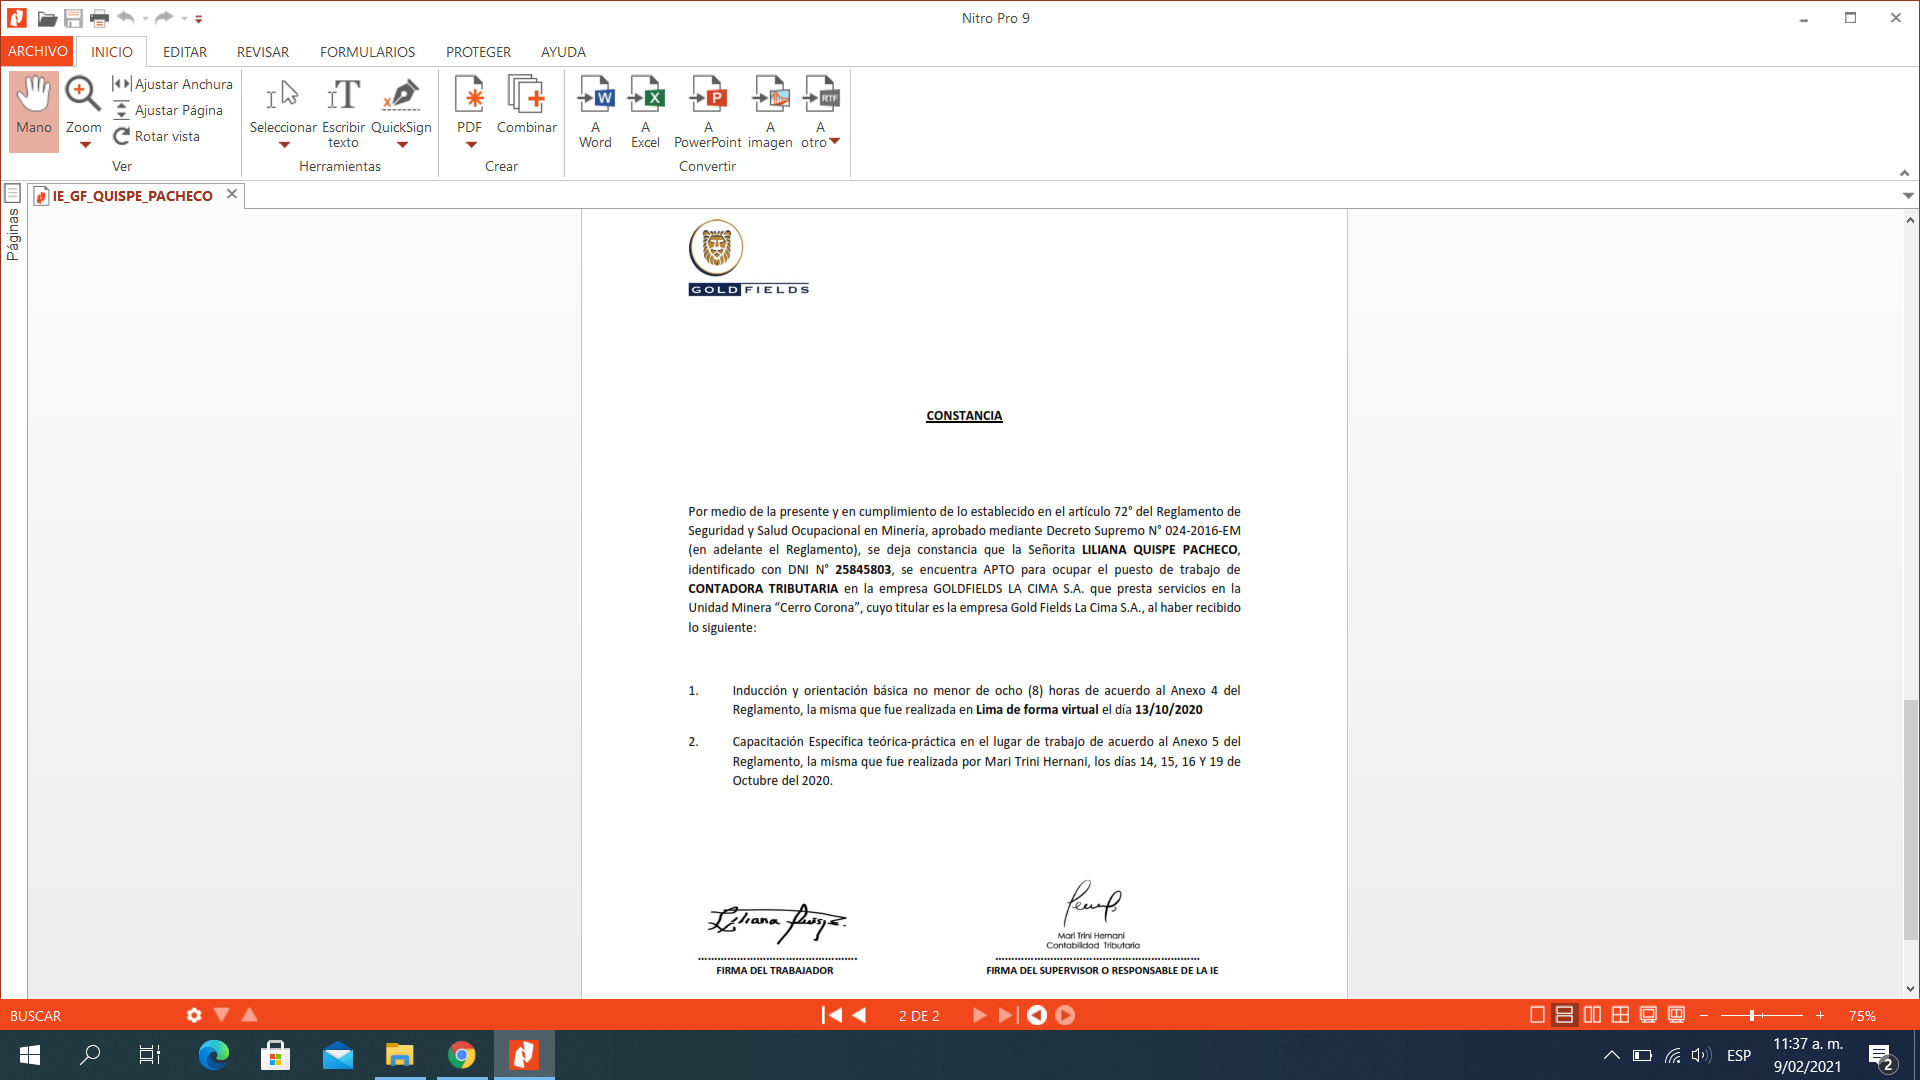 Nitro Pro 9
ARCHIVO INICIO EDITAR REVISAR FORMULARIOS PROTEGER AYUDA
Mano
Zoom
Ajustar Anchura
Ajustar Página
Rotar vista
Ver
Seleccionar
Escribir texto
QuickSign
Herramientas
PDF
Combinar
Crear
A Word
A Excel
A PowerPoint
A imagen
A otro
Convertir
IE_GF_QUISPE_PACHECO
Páginas
GOLD FIELDS
CONSTANCIA
Por medio de la presente y en cumplimiento de lo establecido en el artículo 72° del Reglamento de
Seguridad y Salud Ocupacional en Minería, aprobado mediante Decreto Supremo N° 024-2016-EM
(en adelante el Reglamento), se deja constancia que la Señorita LILIANA QUISPE PACHECO,
identificado con DNI N° 25845803, se encuentra APTO para ocupar el puesto de trabajo de
CONTADORA TRIBUTARIA en la empresa GOLDFIELDS LA CIMA S.A. que presta servicios en la
Unidad Minera “Cerro Corona”, cuyo titular es la empresa Gold Fields La Cima S.A., al haber recibido
lo siguiente:
1. Inducción y orientación básica no menor de ocho (8) horas de acuerdo al Anexo 4 del
Reglamento, la misma que fue realizada en Lima de forma virtual el día 13/10/2020
2. Capacitación Específica teórica-práctica en el lugar de trabajo de acuerdo al Anexo 5 del
Reglamento, la misma que fue realizada por Mari Trini Hernani, los días 14, 15, 16 Y 19 de
Octubre del 2020.
Liliana Quispe
Mari Trini Hernani
Contabilidad Tributaria
FIRMA DEL TRABAJADOR
FIRMA DEL SUPERVISOR O RESPONSABLE DE LA IE
BUSCAR
2 DE 2
75%
ESP
11:37 a. m.
9/02/2021
2